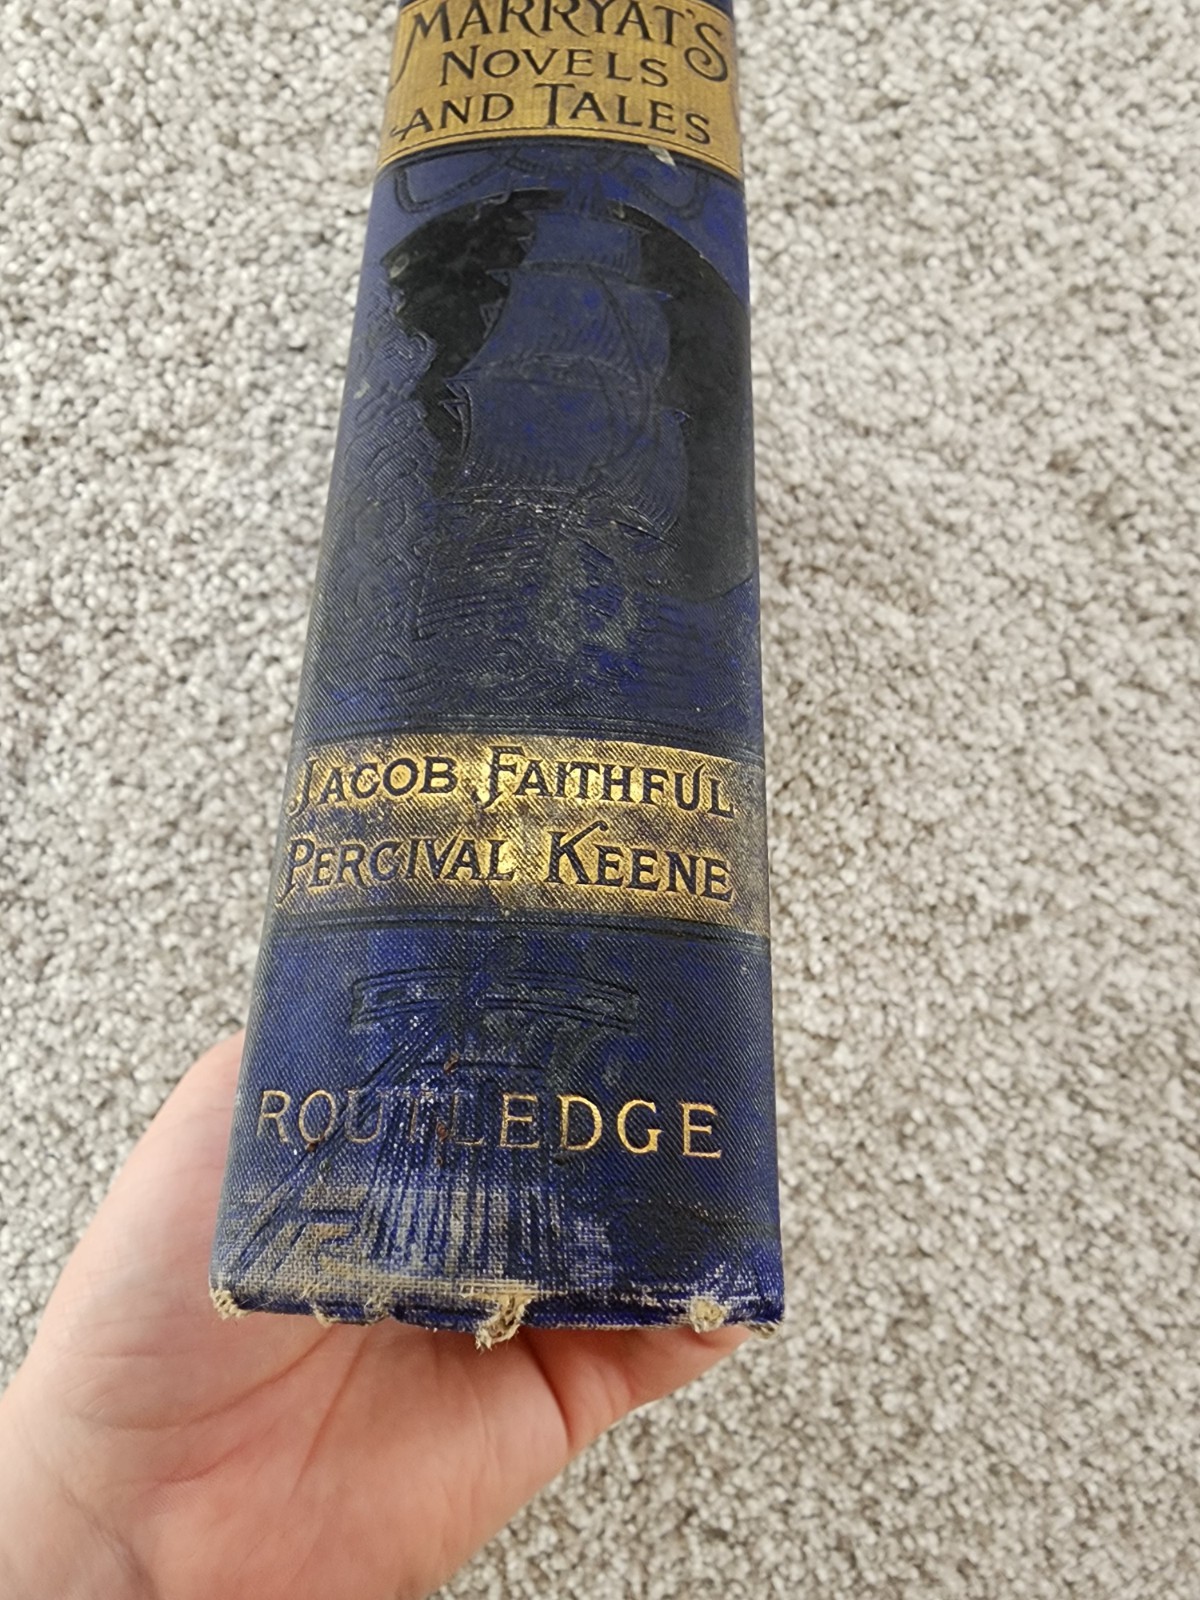 MARRYAT'S
NOVELS
AND TALES
JACOB FAITHFUL
PERCIVAL KEENE
ROUTLEDGE